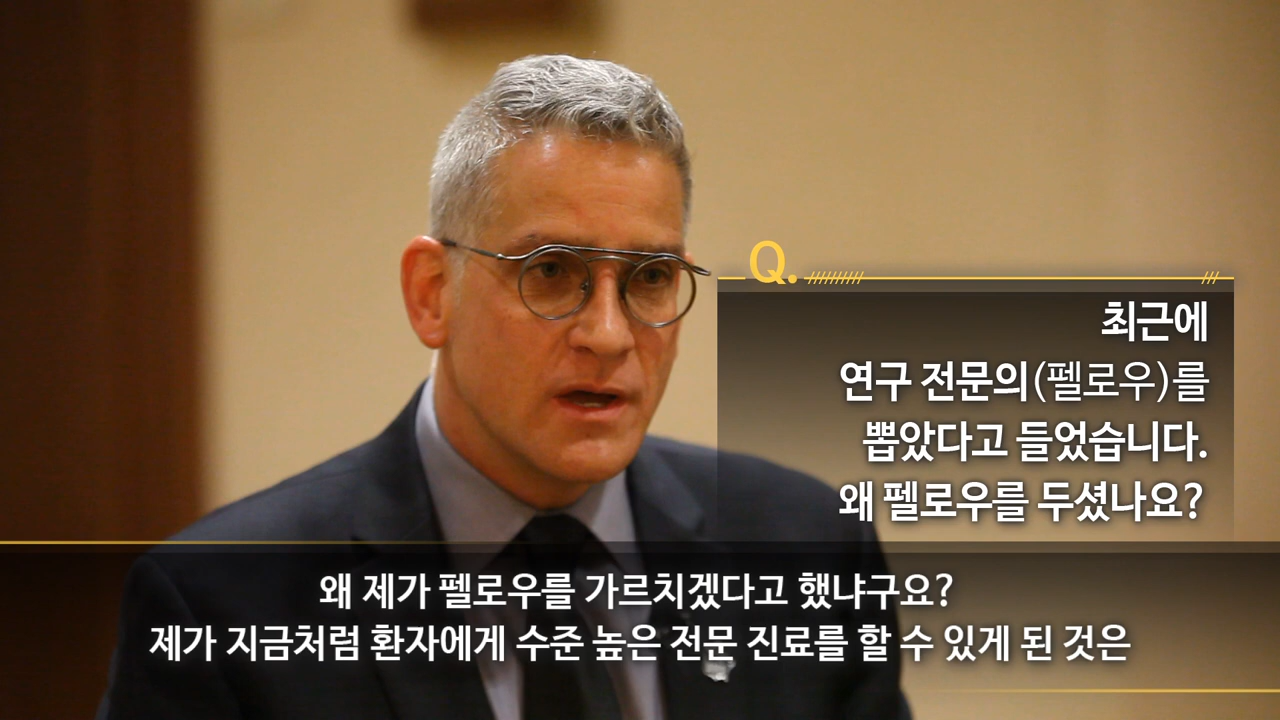 Q.
최근에
연구 전문의(펠로우)를
뽑았다고 들었습니다.
왜 펠로우를 두셨나요?
왜 제가 펠로우를 가르치겠다고 했냐구요?
제가 지금처럼 환자에게 수준 높은 전문 진료를 할 수 있게 된 것은